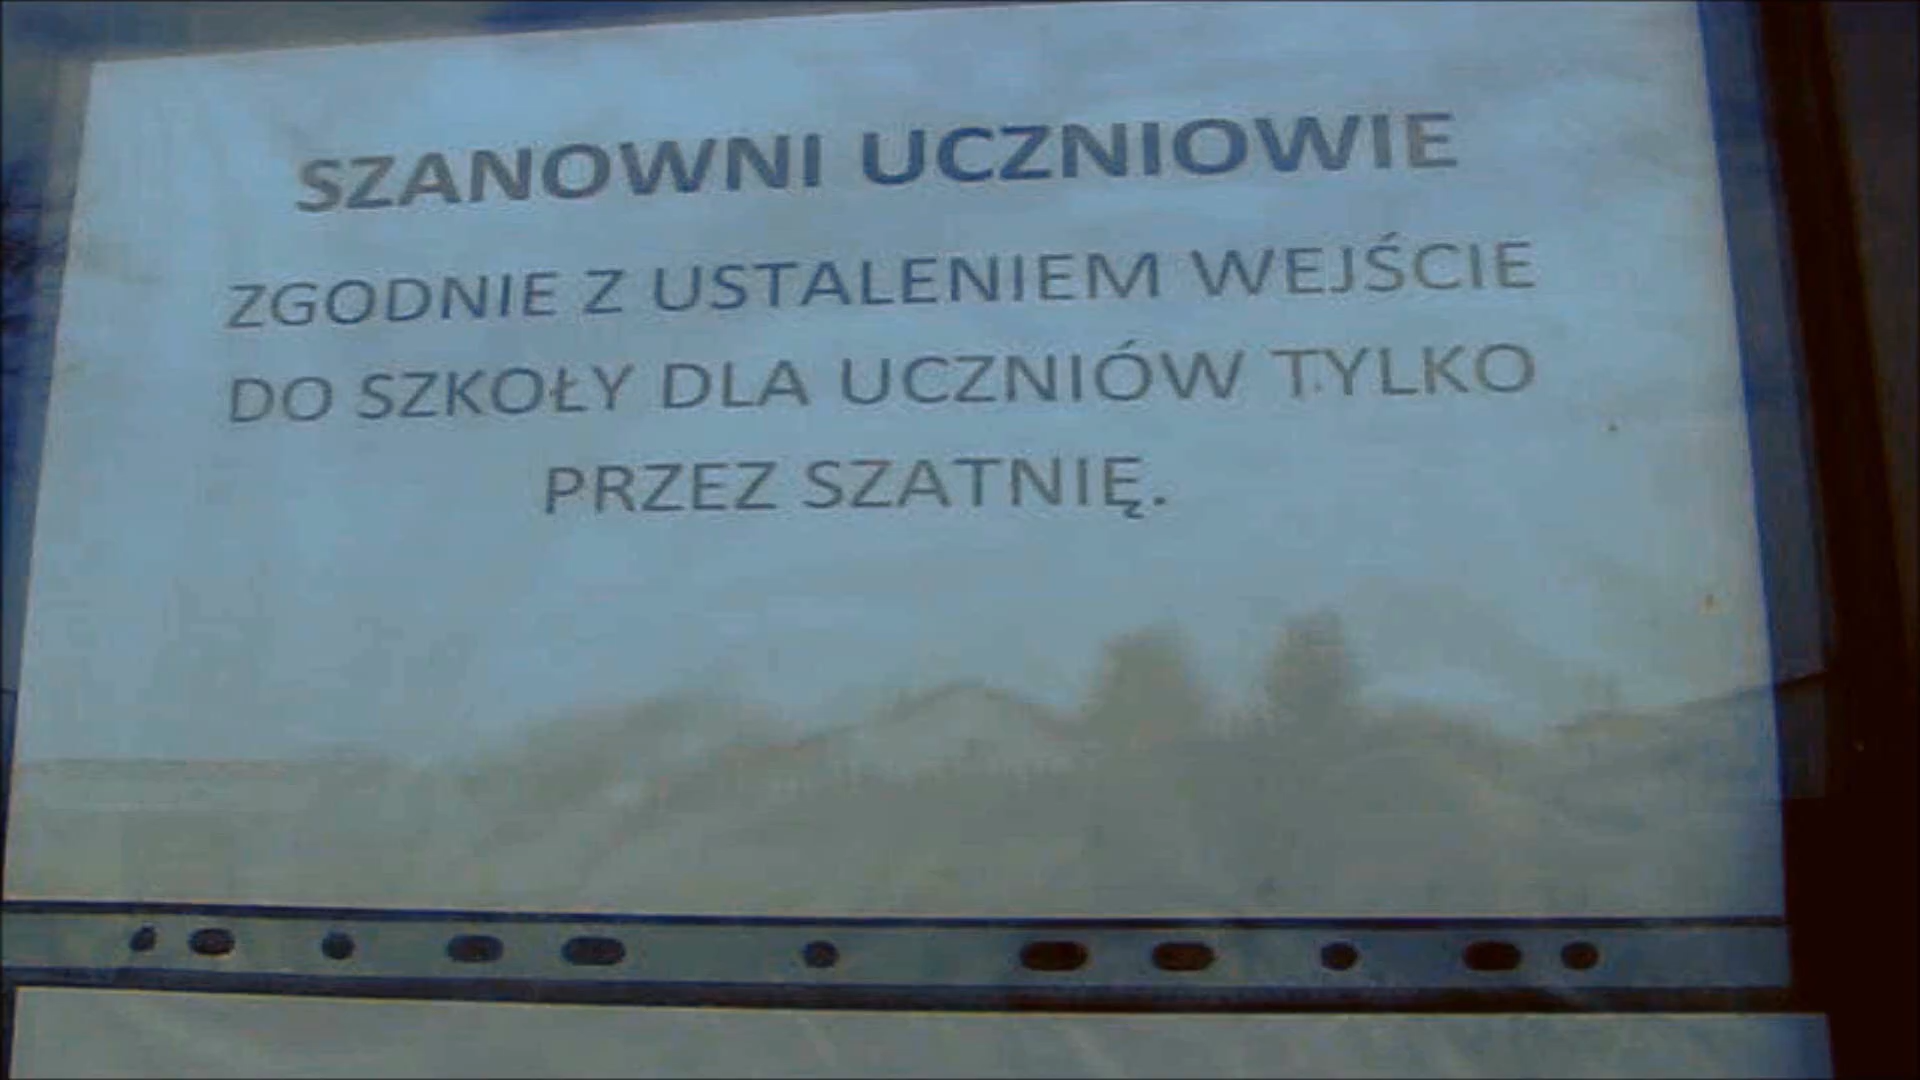 SZANOWNI UCZNIOWIE
ZGODNIE Z USTALENIEM WEJŚCIE
DO SZKOŁY DLA UCZNIÓW TYLKO
PRZEZ SZATNIĘ.